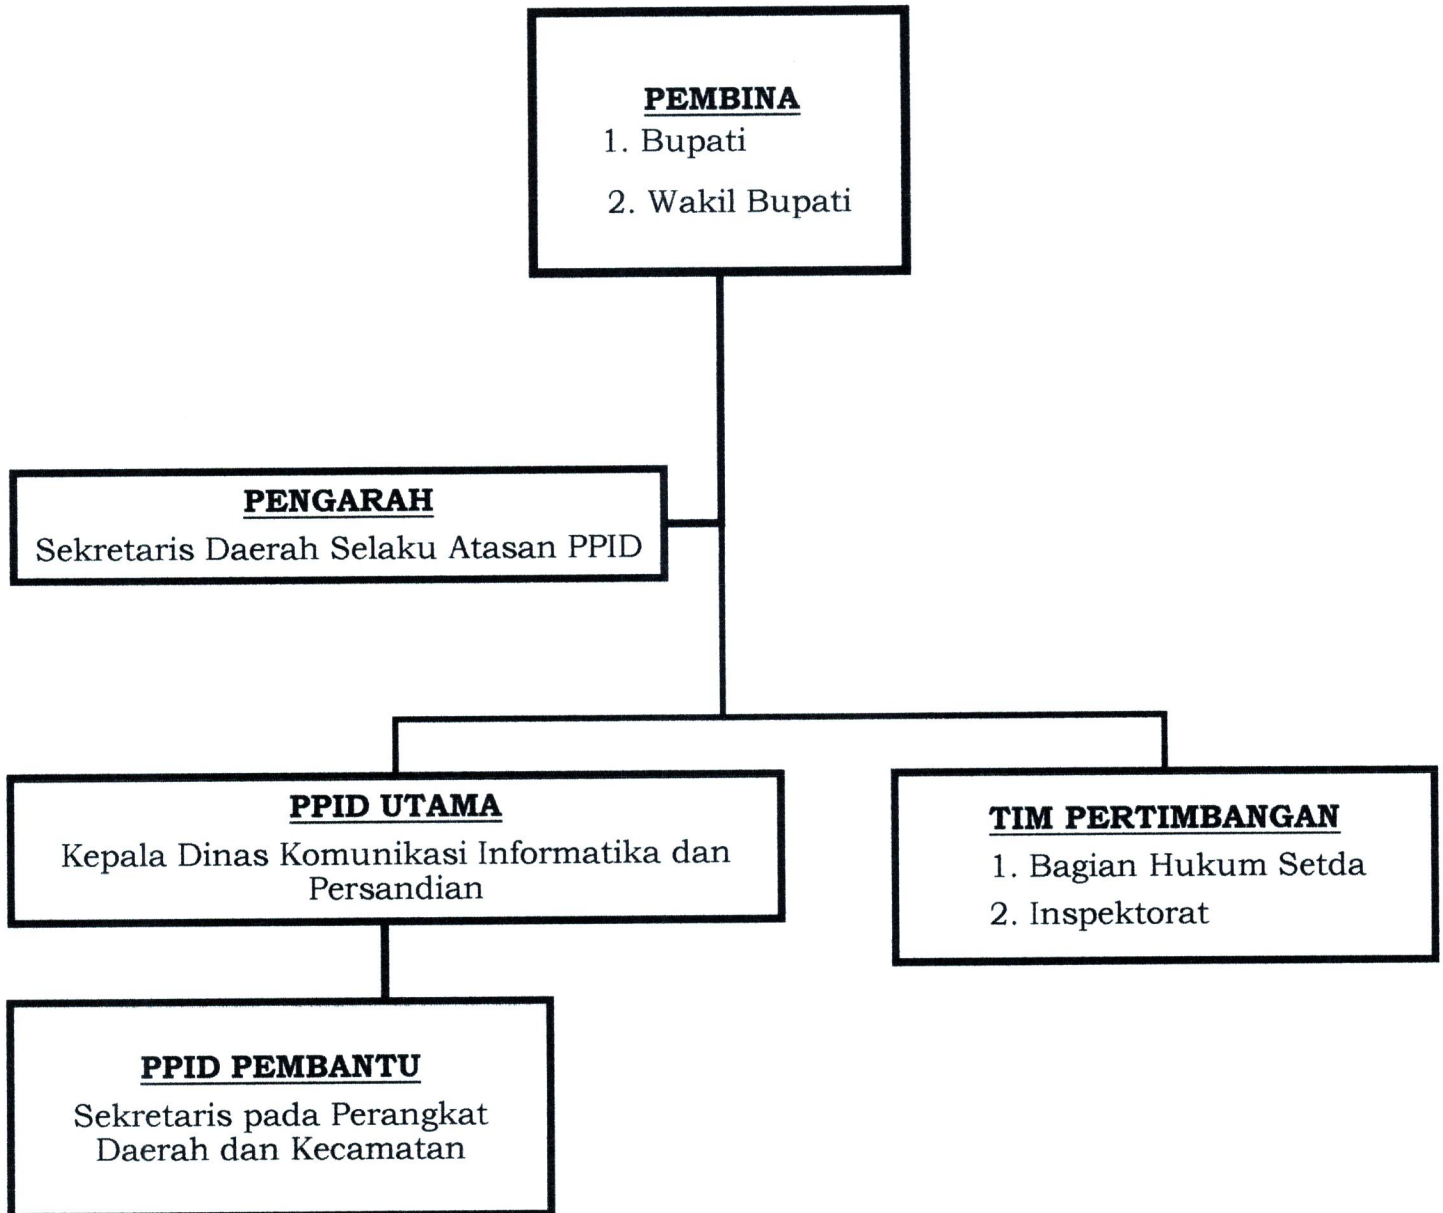 PEMBINA
1. Bupati
2. Wakil Bupati
PENGARAH
Sekretaris Daerah Selaku Atasan PPID
PPID UTAMA
Kepala Dinas Komunikasi Informatika dan
Persandian
TIM PERTIMBANGAN
1. Bagian Hukum Setda
2. Inspektorat
PPID PEMBANTU
Sekretaris pada Perangkat
Daerah dan Kecamatan